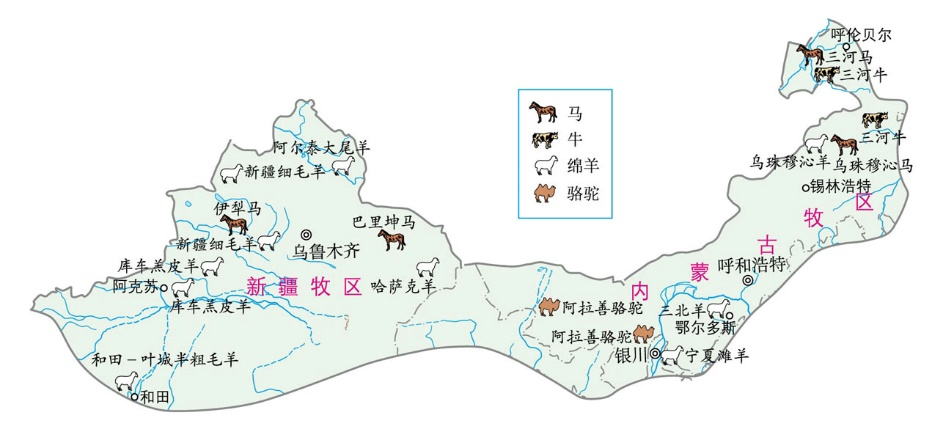 呼伦贝尔
三河马
三河牛
三河牛
乌珠穆沁羊
乌珠穆沁马
锡林浩特
马
牛
绵羊
骆驼
阿尔泰大尾羊
新疆细毛羊
伊犁马
巴里坤马
新疆细毛羊
乌鲁木齐
库车羔皮羊
阿克苏
库车羔皮羊
新疆牧区
哈萨克羊
内蒙古牧区
呼和浩特
阿拉善骆驼
三北羊
鄂尔多斯
阿拉善骆驼
银川
宁夏滩羊
和田－叶城半粗毛羊
和田